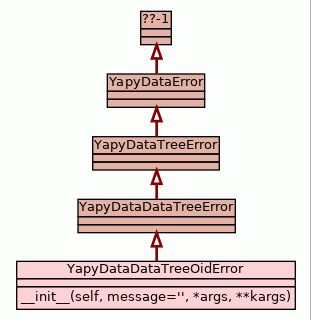 ??-1
YapyDataError
YapyDataTreeError
YapyDataDataTreeError
YapyDataDataTreeOidError
__init__(self, message='', *args, **kargs)